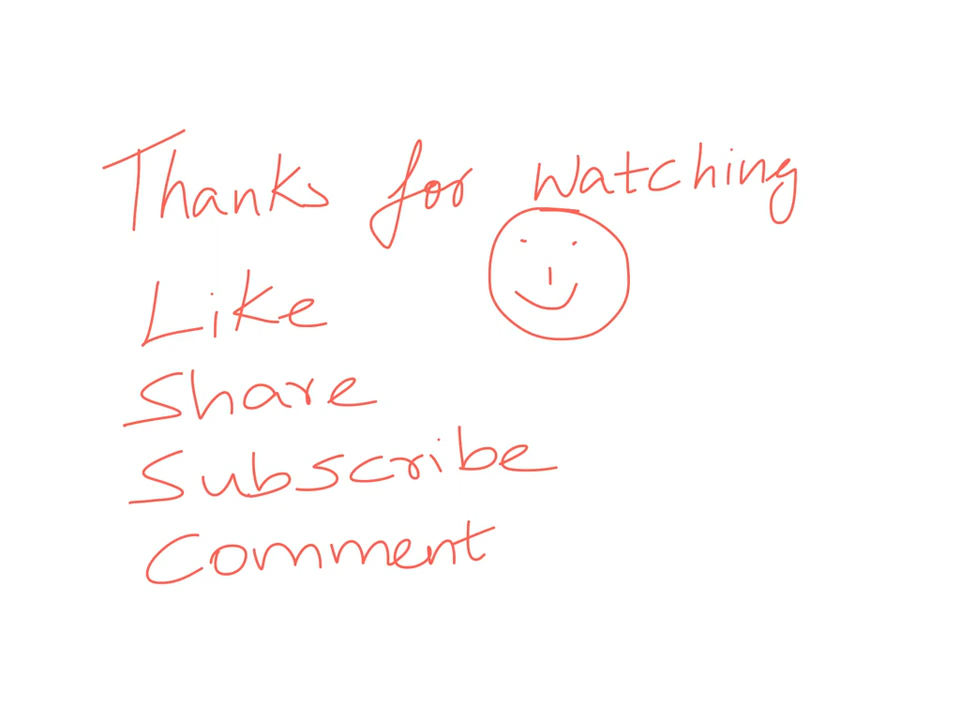 Thanks for watching
Like
Share
Subscribe
Comment